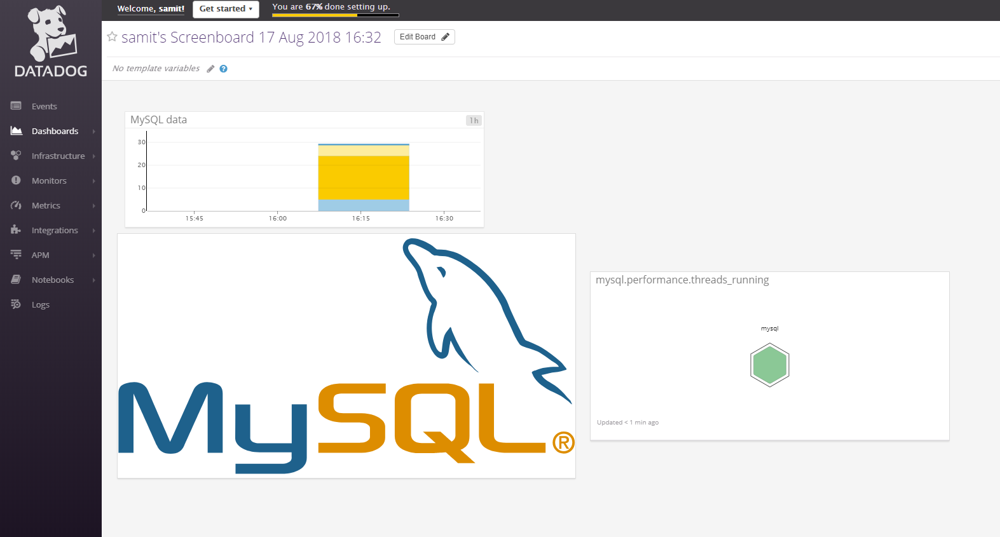 Welcome, samit!
Get started
You are 67% done setting up.
DATADOG
samit's Screenboard 17 Aug 2018 16:32
Edit Board
No template variables
?
Events
Dashboards
Infrastructure
Monitors
Metrics
Integrations
APM
Notebooks
Logs
MySQL data
1h
30
20
10
0
15:45 16:00 16:15 16:30
MySQL®
mysql.performance.threads_running
mysql
Updated < 1 min ago